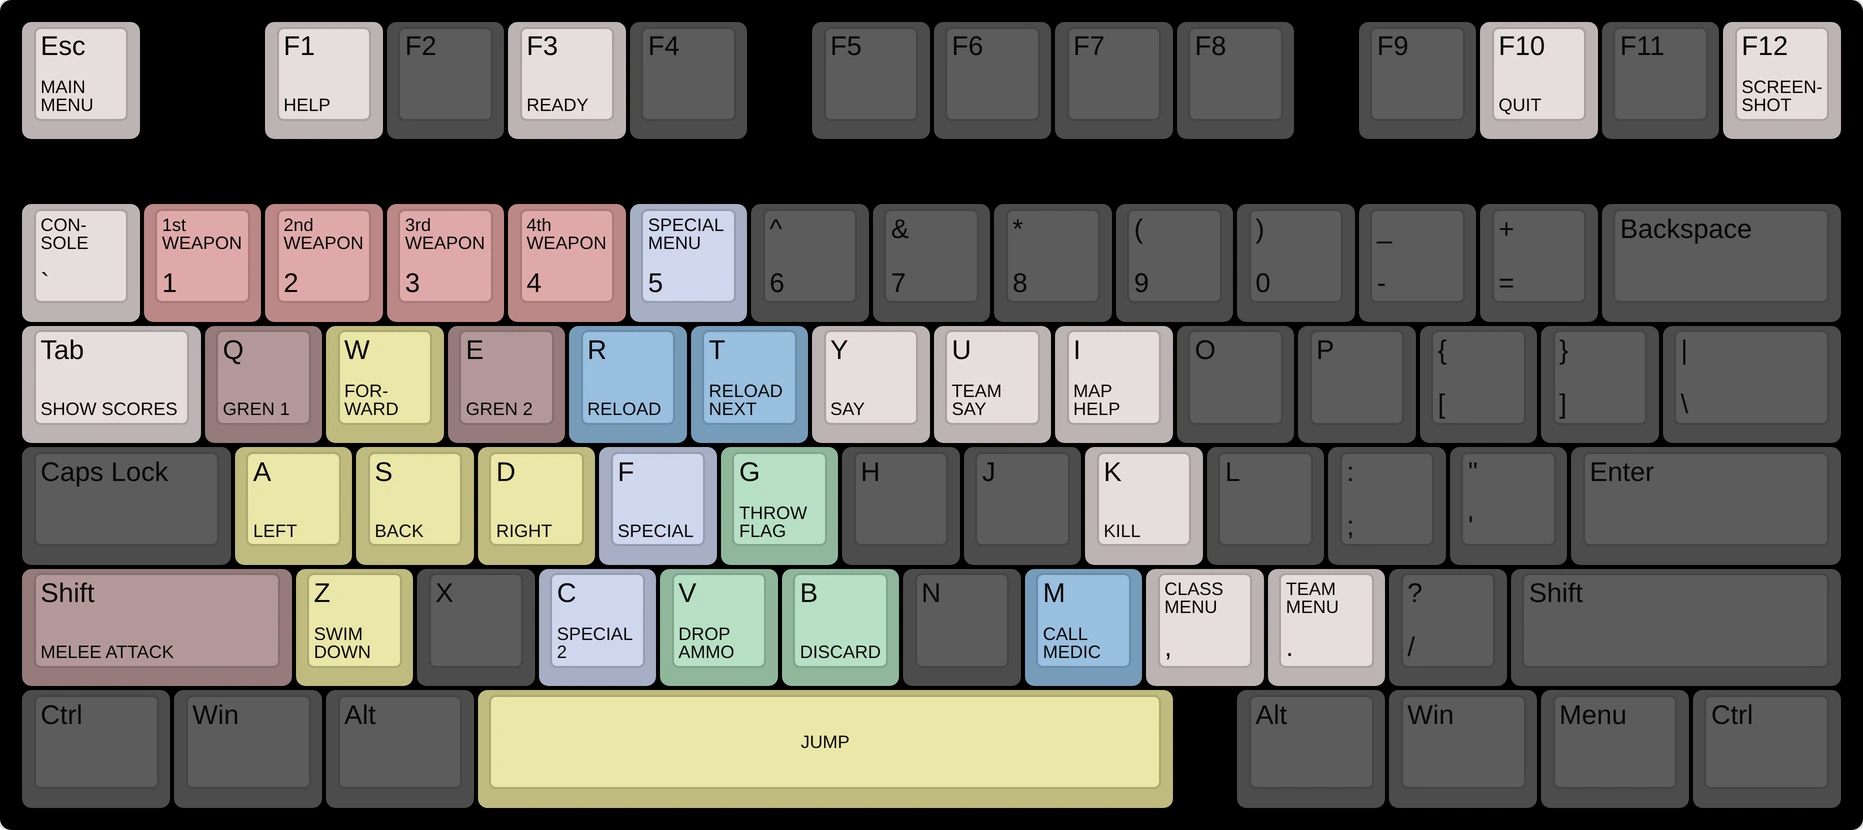 Esc
MAIN
MENU
F1
HELP
F2
F3
READY
F4
F5
F6
F7
F8
F9
F10
QUIT
F11
F12
SCREEN-
SHOT
CON-
SOLE
`
1st
WEAPON
1
2nd
WEAPON
2
3rd
WEAPON
3
4th
WEAPON
4
SPECIAL
MENU
5
^
6
&
7
*
8
(
9
)
0
_
-
+
=
Backspace
Tab
SHOW SCORES
Q
GREN 1
W
FOR-
WARD
E
GREN 2
R
RELOAD
T
RELOAD
NEXT
Y
SAY
U
TEAM
SAY
I
MAP
HELP
O
P
{
[
}
]
|
\
Caps Lock
A
LEFT
S
BACK
D
RIGHT
F
SPECIAL
G
THROW
FLAG
H
J
K
KILL
L
:
;
"
'
Enter
Shift
MELEE ATTACK
Z
SWIM
DOWN
X
C
SPECIAL
2
V
DROP
AMMO
B
DISCARD
N
M
CALL
MEDIC
CLASS
MENU
,
TEAM
MENU
.
?
/
Shift
Ctrl
Win
Alt
JUMP
Alt
Win
Menu
Ctrl